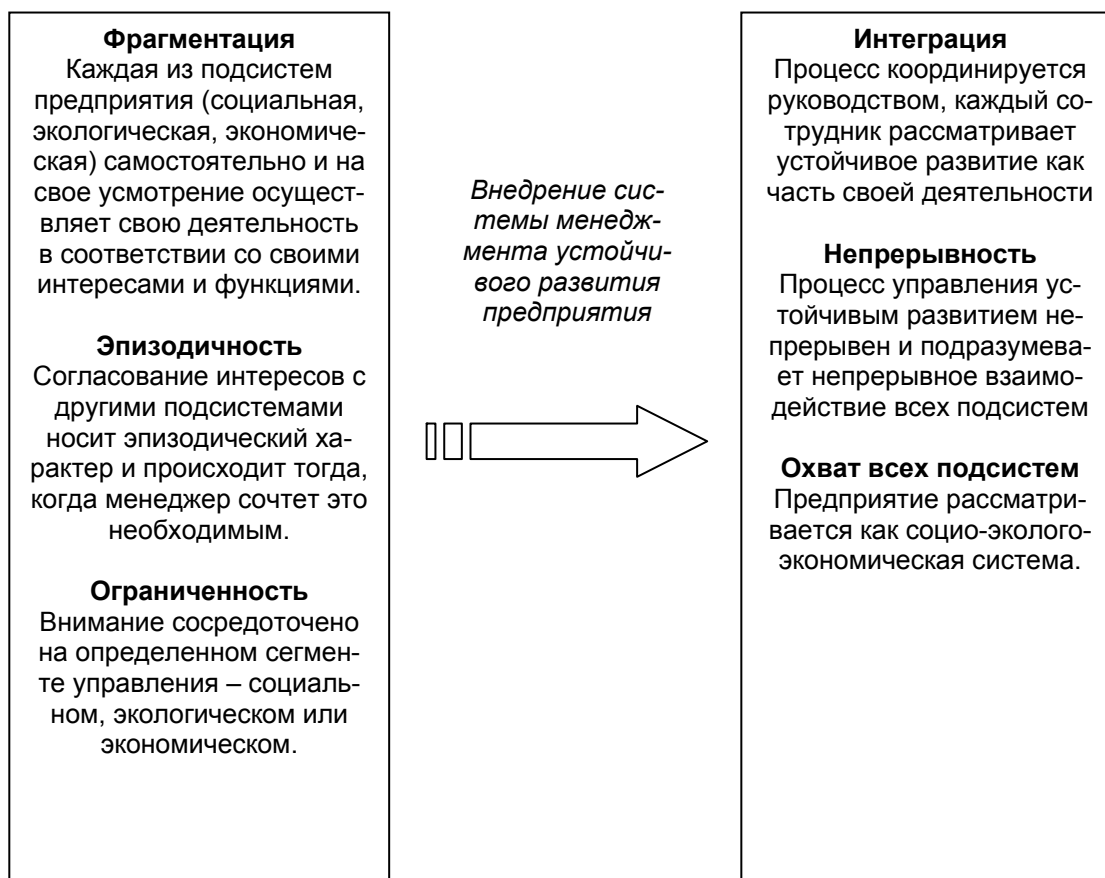 Фрагментация
Каждая из подсистем
предприятия (социальная,
экологическая, экономиче-
ская) самостоятельно и на
свое усмотрение осущест-
вляет свою деятельность
в соответствии со своими
интересами и функциями.
Эпизодичность
Согласование интересов с
другими подсистемами
носит эпизодический ха-
рактер и происходит тогда,
когда менеджер сочтет это
необходимым.
Ограниченность
Внимание сосредоточено
на определенном сегмен-
те управления – социаль-
ном, экологическом или
экономическом.
Внедрение сис-
темы менедж-
мента устойчи-
вого развития
предприятия
Интеграция
Процесс координируется
руководством, каждый со-
трудник рассматривает
устойчивое развитие как
часть своей деятельности
Непрерывность
Процесс управления ус-
тойчивым развитием не-
прерывен и подразумева-
ет непрерывное взаимо-
действие всех подсистем
Охват всех подсистем
Предприятие рассматри-
вается как социо-эколого-
экономическая система.